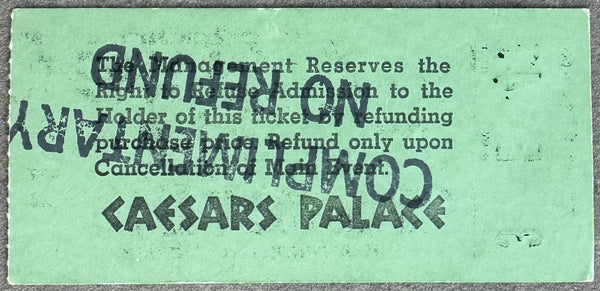 The Management Reserves the
Right to Refuse Admission to the
Holder of this ticket by refunding
purchase price. Refund only upon
Cancellation of Main Event.
CAESARS PALACE
COMPLIMENTARY
NO REFUND